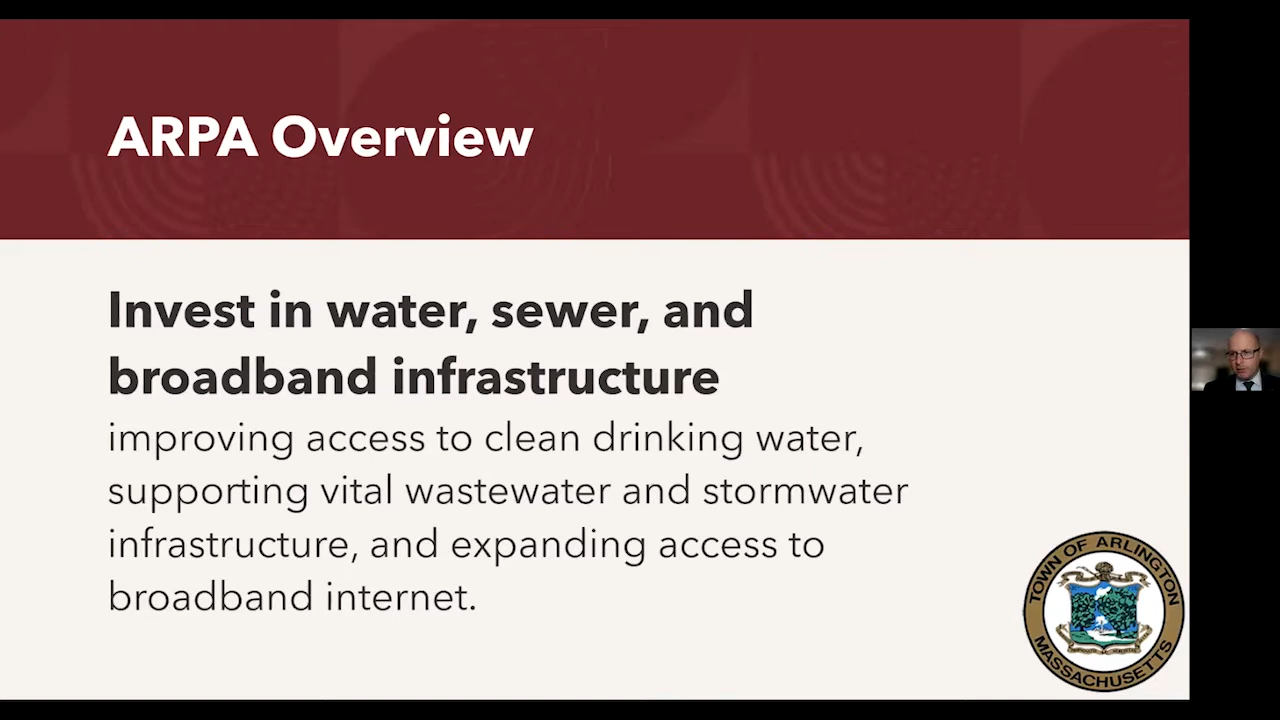 ARPA Overview
Invest in water, sewer, and
broadband infrastructure
improving access to clean drinking water,
supporting vital wastewater and stormwater
infrastructure, and expanding access to
broadband internet.
TOWN OF ARLINGTON
MASSACHUSETTS